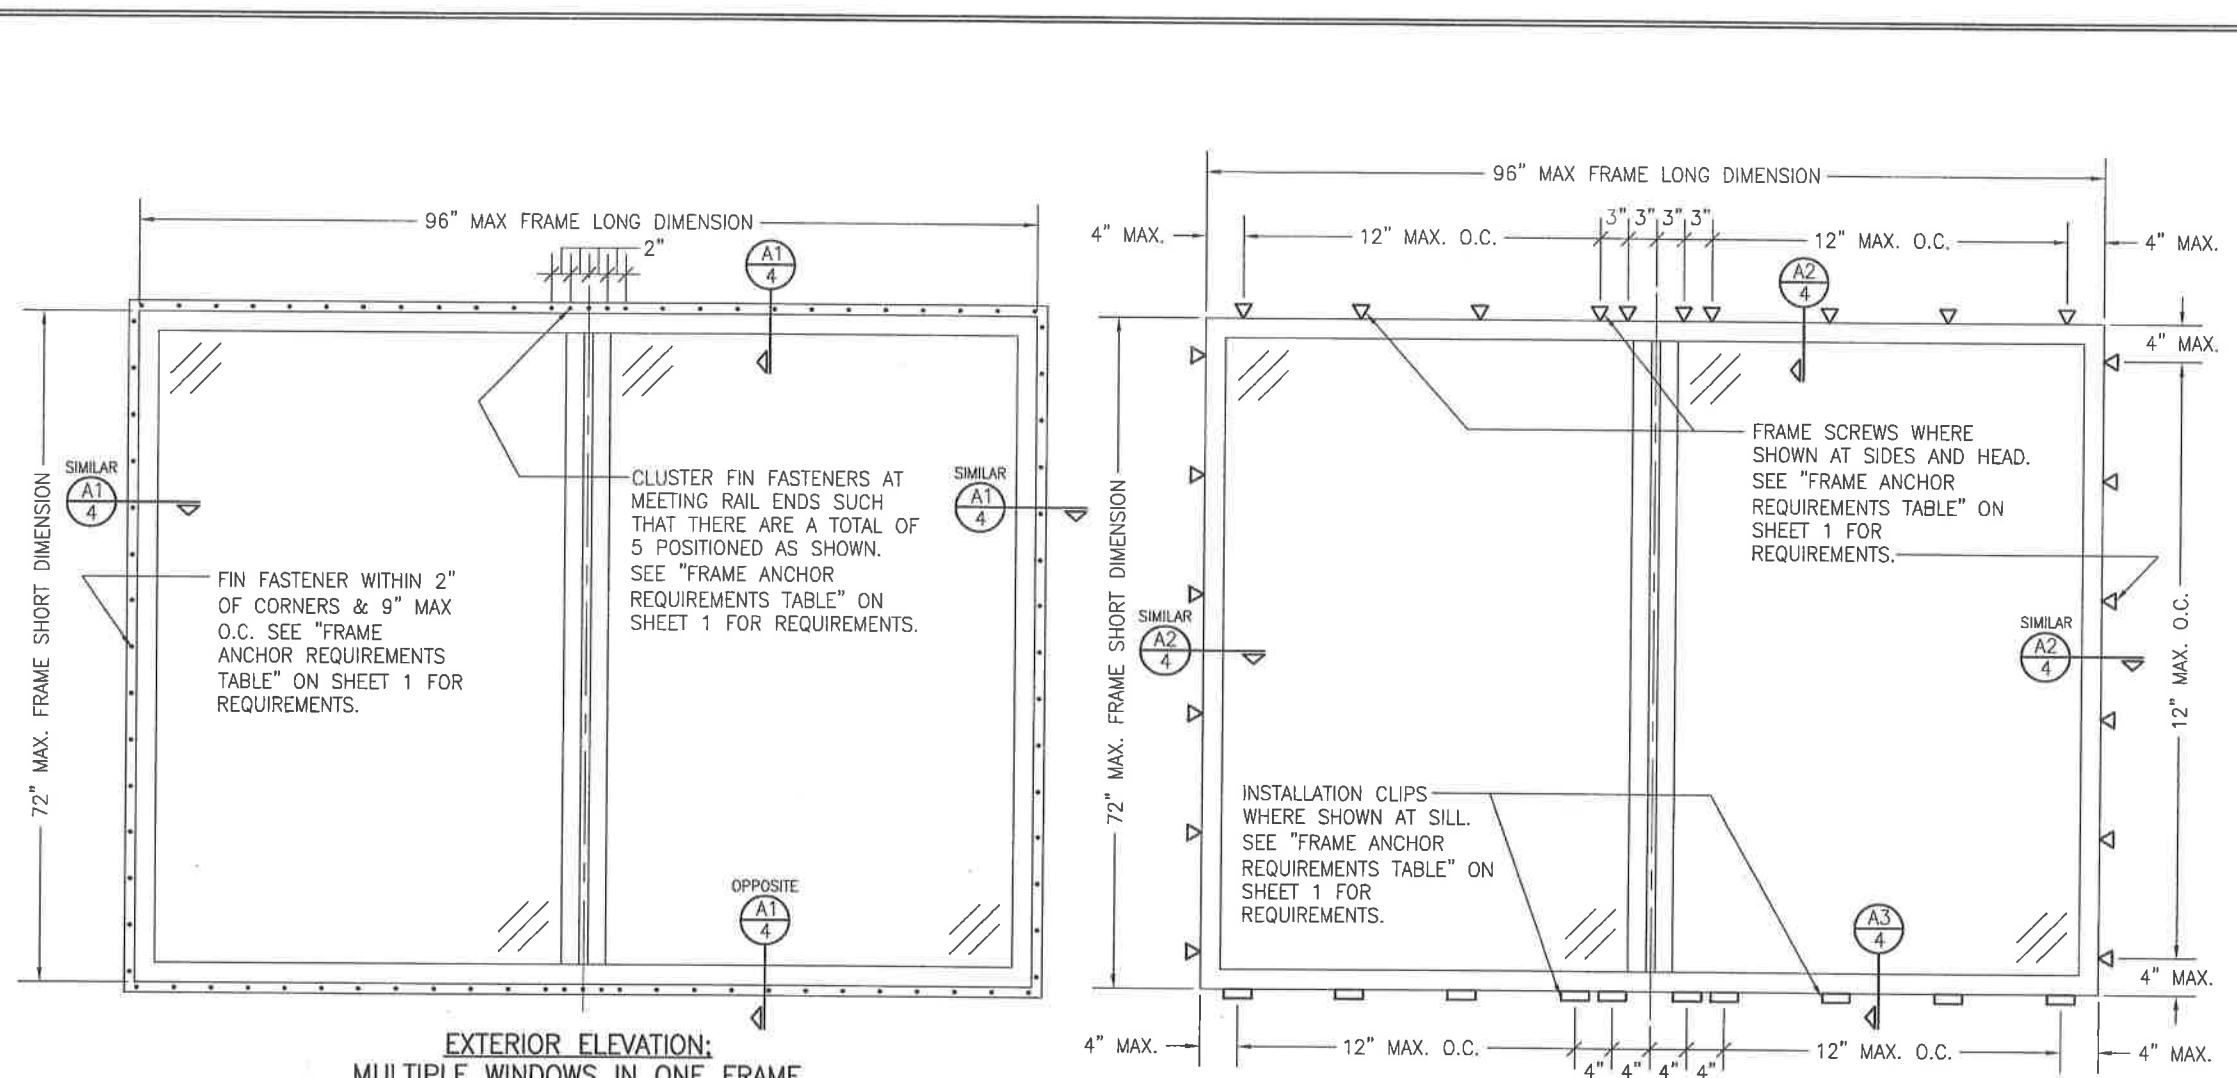 96" MAX FRAME LONG DIMENSION
2"
A1
4
72" MAX. FRAME SHORT DIMENSION
SIMILAR
A1
4
CLUSTER FIN FASTENERS AT
MEETING RAIL ENDS SUCH
THAT THERE ARE A TOTAL OF
5 POSITIONED AS SHOWN.
SEE "FRAME ANCHOR
REQUIREMENTS TABLE" ON
SHEET 1 FOR REQUIREMENTS.
SIMILAR
A1
4
FIN FASTENER WITHIN 2"
OF CORNERS & 9" MAX
O.C. SEE "FRAME
ANCHOR REQUIREMENTS
TABLE" ON SHEET 1 FOR
REQUIREMENTS.
OPPOSITE
A1
4
EXTERIOR ELEVATION:
MULTIPLE WINDOWS IN ONE FRAME
96" MAX FRAME LONG DIMENSION
4" MAX.
12" MAX. O.C.
3" 3" 3" 3"
12" MAX. O.C.
4" MAX.
A2
4
4" MAX.
72" MAX. FRAME SHORT DIMENSION
FRAME SCREWS WHERE
SHOWN AT SIDES AND HEAD.
SEE "FRAME ANCHOR
REQUIREMENTS TABLE" ON
SHEET 1 FOR
REQUIREMENTS.
SIMILAR
A2
4
SIMILAR
A2
4
12" MAX. O.C.
INSTALLATION CLIPS
WHERE SHOWN AT SILL.
SEE "FRAME ANCHOR
REQUIREMENTS TABLE" ON
SHEET 1 FOR
REQUIREMENTS.
A3
4
4" MAX.
4" MAX.
12" MAX. O.C.
4" 4" 4" 4"
12" MAX. O.C.
4" MAX.